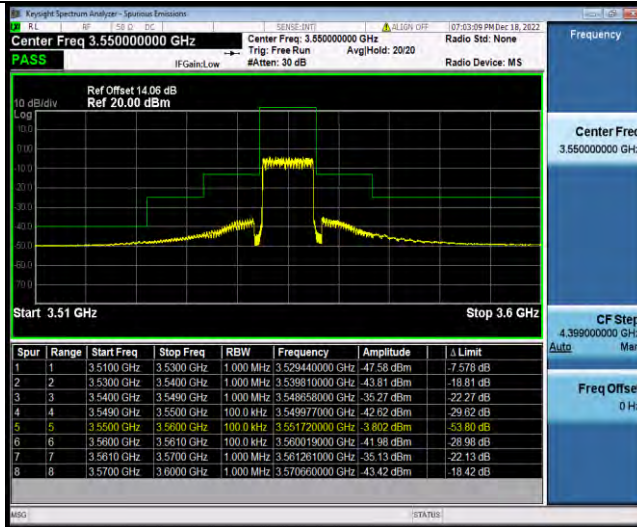 Keysight Spectrum Analyzer - Spurious Emissions
RL RF 50 Ω DC SENSE:INT ALIGN OFF 07:03:09 PM Dec 18, 2022
Center Freq 3.550000000 GHz
Center Freq: 3.550000000 GHz
Radio Std: None
Trig: Free Run Avg|Hold: 20/20
PASS
IFGain:Low #Atten: 30 dB Radio Device: MS
Ref Offset 14.06 dB
10 dB/div Ref 20.00 dBm
Log
10.0
0.00
-10.0
-20.0
-30.0
-40.0
-50.0
-60.0
-70.0
Start 3.51 GHz Stop 3.6 GHz
Spur Range Start Freq Stop Freq RBW Frequency Amplitude Δ Limit
1 1 3.5100 GHz 3.5300 GHz 1.000 MHz 3.529440000 GHz -47.58 dBm -7.578 dB
2 2 3.5300 GHz 3.5400 GHz 1.000 MHz 3.539810000 GHz -43.81 dBm -18.81 dB
3 3 3.5400 GHz 3.5490 GHz 1.000 MHz 3.548658000 GHz -35.27 dBm -22.27 dB
4 4 3.5490 GHz 3.5500 GHz 100.0 kHz 3.549977000 GHz -42.62 dBm -29.62 dB
5 5 3.5500 GHz 3.5600 GHz 100.0 kHz 3.551720000 GHz -3.802 dBm -53.80 dB
6 6 3.5600 GHz 3.5610 GHz 100.0 kHz 3.560019000 GHz -41.98 dBm -28.98 dB
7 7 3.5610 GHz 3.5700 GHz 1.000 MHz 3.561261000 GHz -35.13 dBm -22.13 dB
8 8 3.5700 GHz 3.6000 GHz 1.000 MHz 3.570660000 GHz -43.42 dBm -18.42 dB
MSG STATUS
Frequency
Center Freq
3.550000000 GHz
CF Step
4.399000000 GHz
Auto Man
Freq Offset
0 Hz